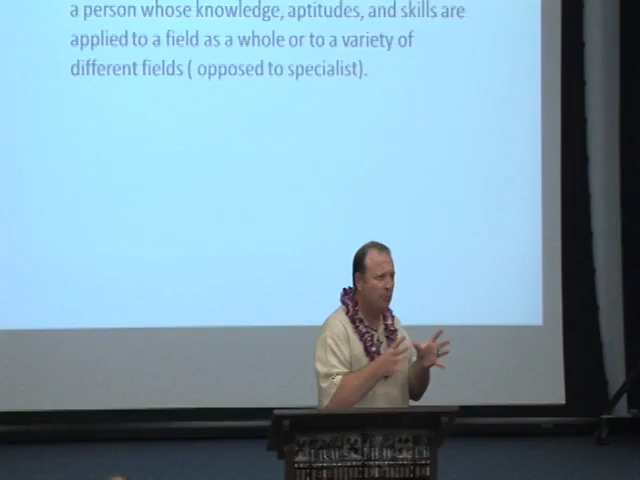 a person whose knowledge, aptitudes, and skills are
applied to a field as a whole or to a variety of
different fields ( opposed to specialist).